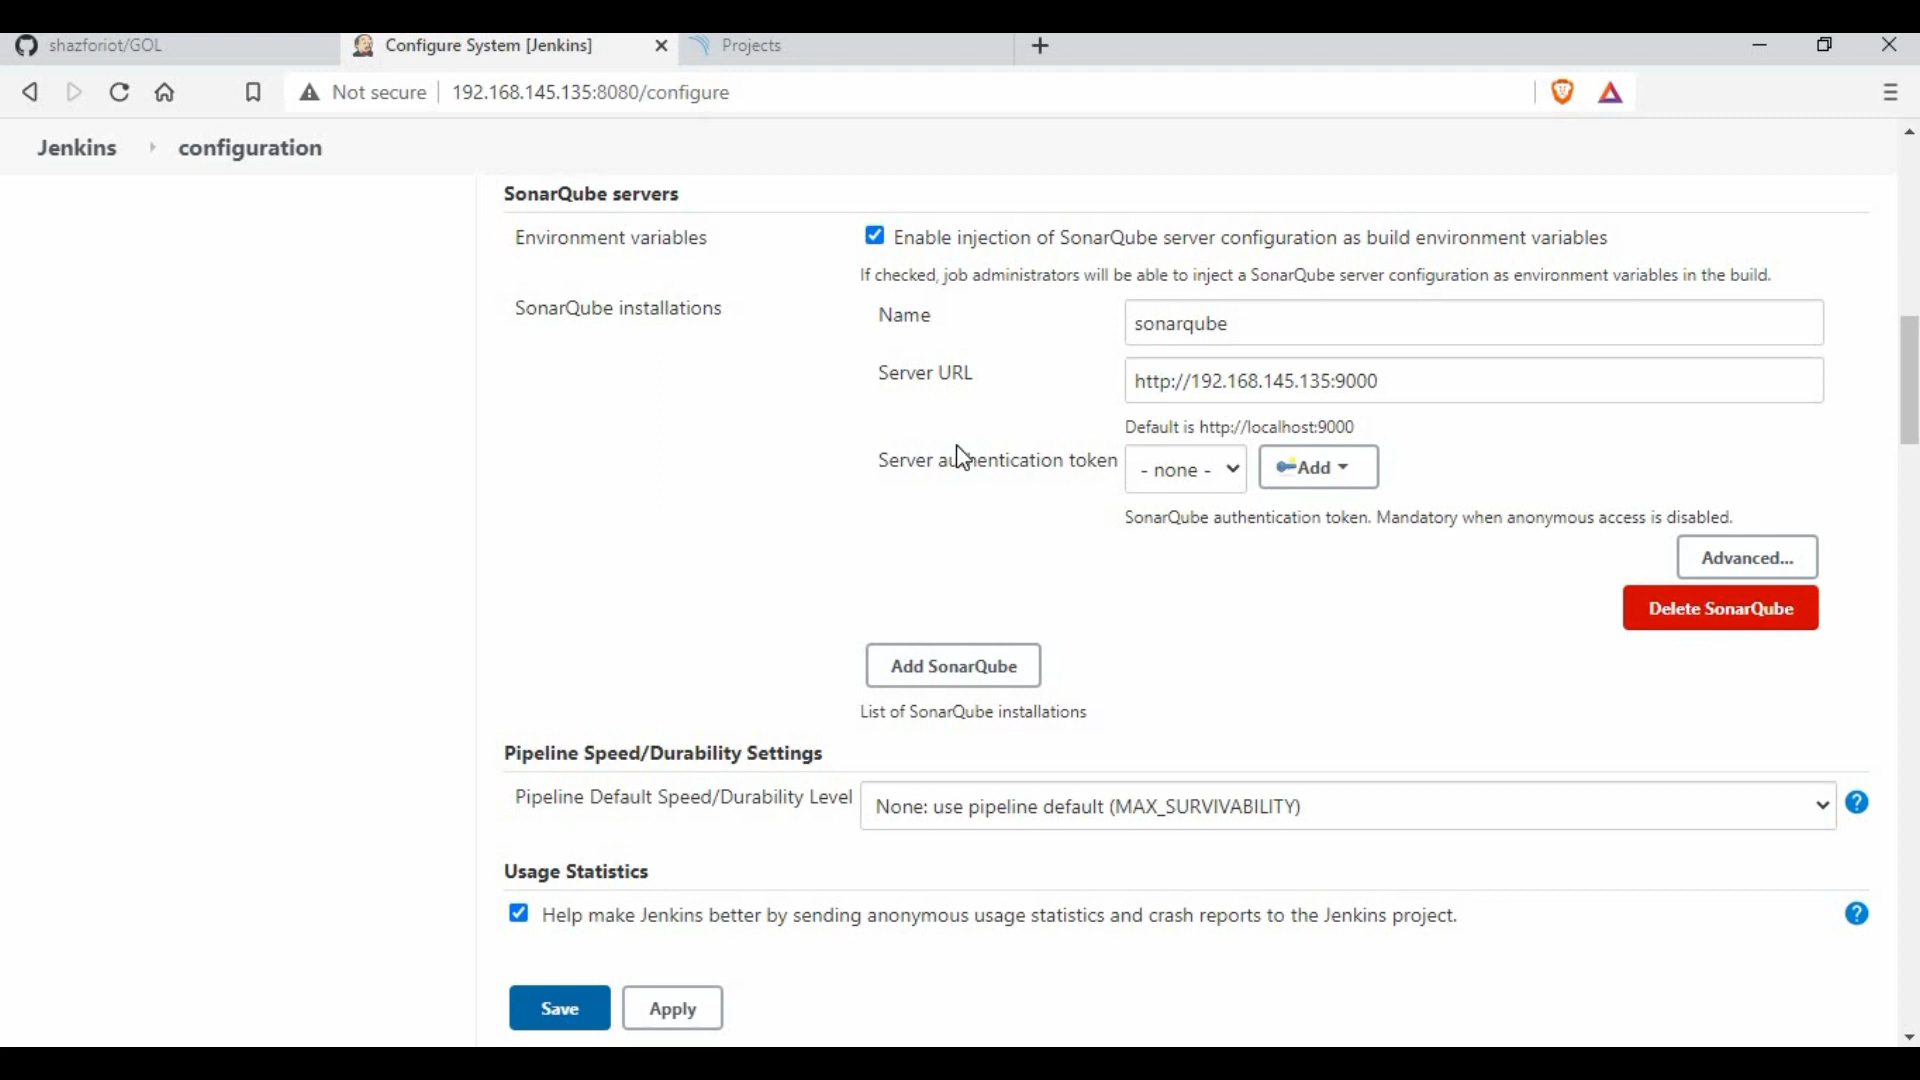 shazforiot/GOL
Configure System [Jenkins]
Projects
Not secure
192.168.145.135:8080/configure
Jenkins
configuration
SonarQube servers
Environment variables
Enable injection of SonarQube server configuration as build environment variables
If checked, job administrators will be able to inject a SonarQube server configuration as environment variables in the build.
SonarQube installations
Name
sonarqube
Server URL
http://192.168.145.135:9000
Default is http://localhost:9000
Server authentication token
- none -
Add
SonarQube authentication token. Mandatory when anonymous access is disabled.
Advanced...
Delete SonarQube
Add SonarQube
List of SonarQube installations
Pipeline Speed/Durability Settings
Pipeline Default Speed/Durability Level
None: use pipeline default (MAX_SURVIVABILITY)
Usage Statistics
Help make Jenkins better by sending anonymous usage statistics and crash reports to the Jenkins project.
Save
Apply